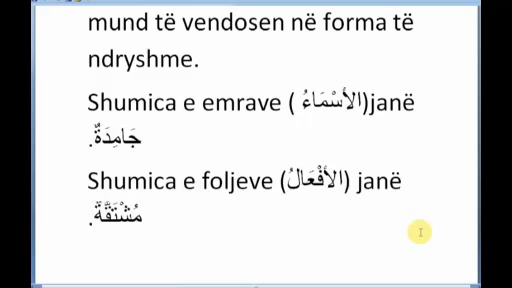 mund të vendosen në forma të
ndryshme.
Shumica e emrave ( الأَسْمَاءُ)janë
جَامِدَةٌ.
Shumica e foljeve (الأَفْعَالُ) janë
مُشْتَقَّةٌ.